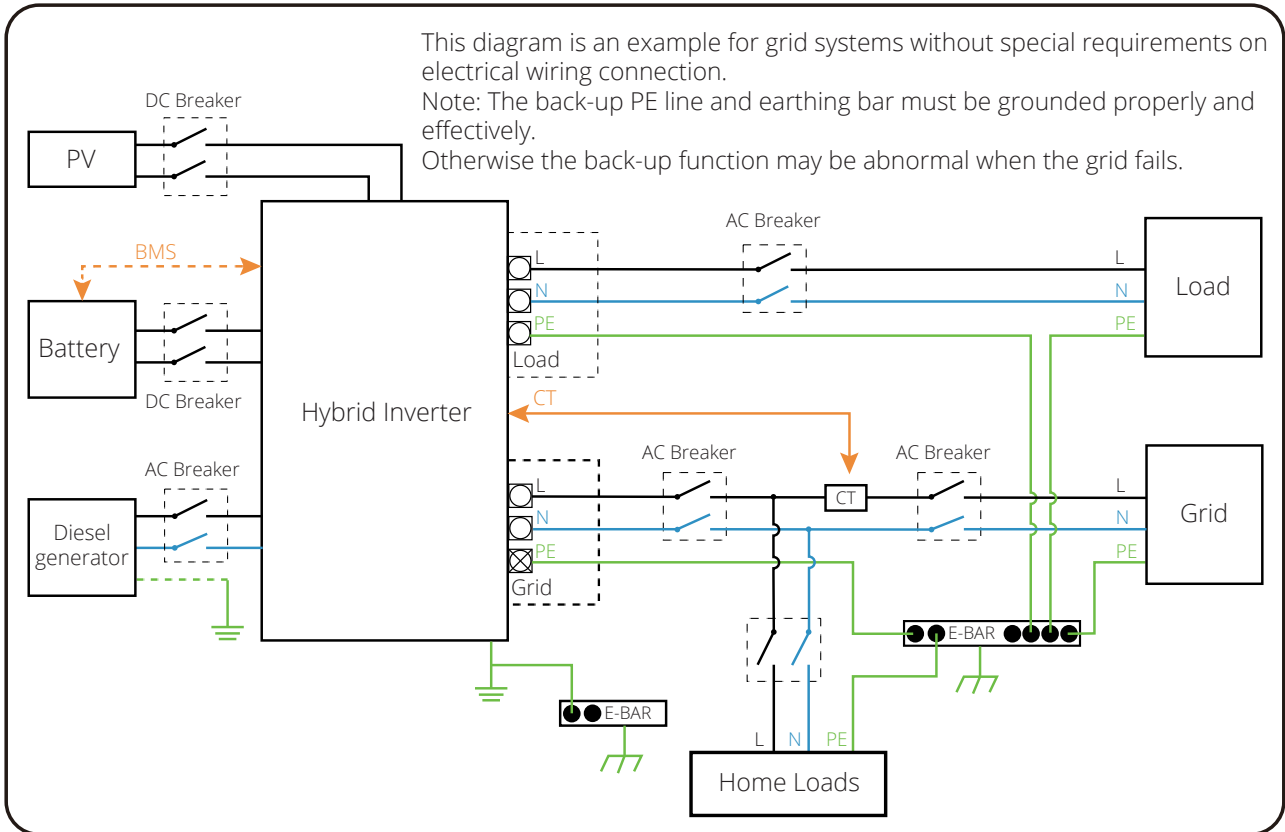 This diagram is an example for grid systems without special requirements on
electrical wiring connection.
Note: The back-up PE line and earthing bar must be grounded properly and
effectively.
Otherwise the back-up function may be abnormal when the grid fails.
DC Breaker
PV
BMS
Battery
DC Breaker
AC Breaker
Diesel
generator
Hybrid Inverter
L
N
PE
Load
AC Breaker
L
N
PE
Load
CT
L
N
PE
Grid
AC Breaker
CT
AC Breaker
L
N
PE
Grid
E-BAR
E-BAR
L
N
PE
Home Loads